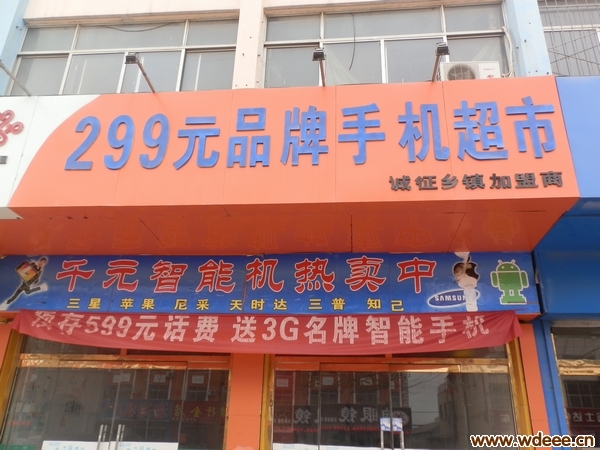 299元品牌手机超市
诚征乡镇加盟商
千元智能机热卖中
三星 苹果 尼采 天时达 三普 知己
SAMSUNG
预存599元话费 送3G名牌智能手机
www.wdeee.cn